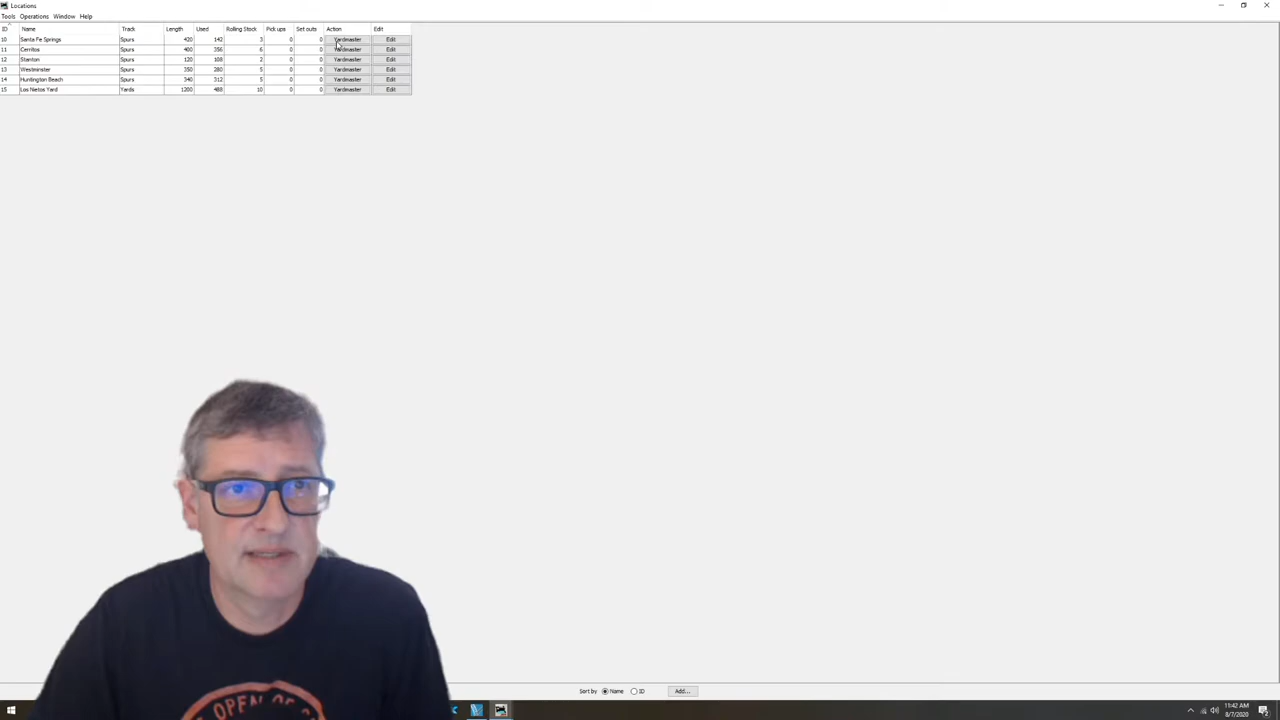 Locations
Tools Operations Window Help
ID Name Track Length Used Rolling Stock Pick ups Set outs Action Edit
10 Santa Fe Springs Spurs 420 142 3 0 0 Yardmaster Edit
11 Cerritos Spurs 400 356 6 0 0 Yardmaster Edit
12 Stanton Spurs 120 108 2 0 0 Yardmaster Edit
13 Westminster Spurs 350 280 5 0 0 Yardmaster Edit
14 Huntington Beach Spurs 340 312 5 0 0 Yardmaster Edit
15 Los Nietos Yard Yards 1200 488 10 0 0 Yardmaster Edit
OPEN OF
Sort by Name ID Add...
11:42 AM
8/7/2020
2